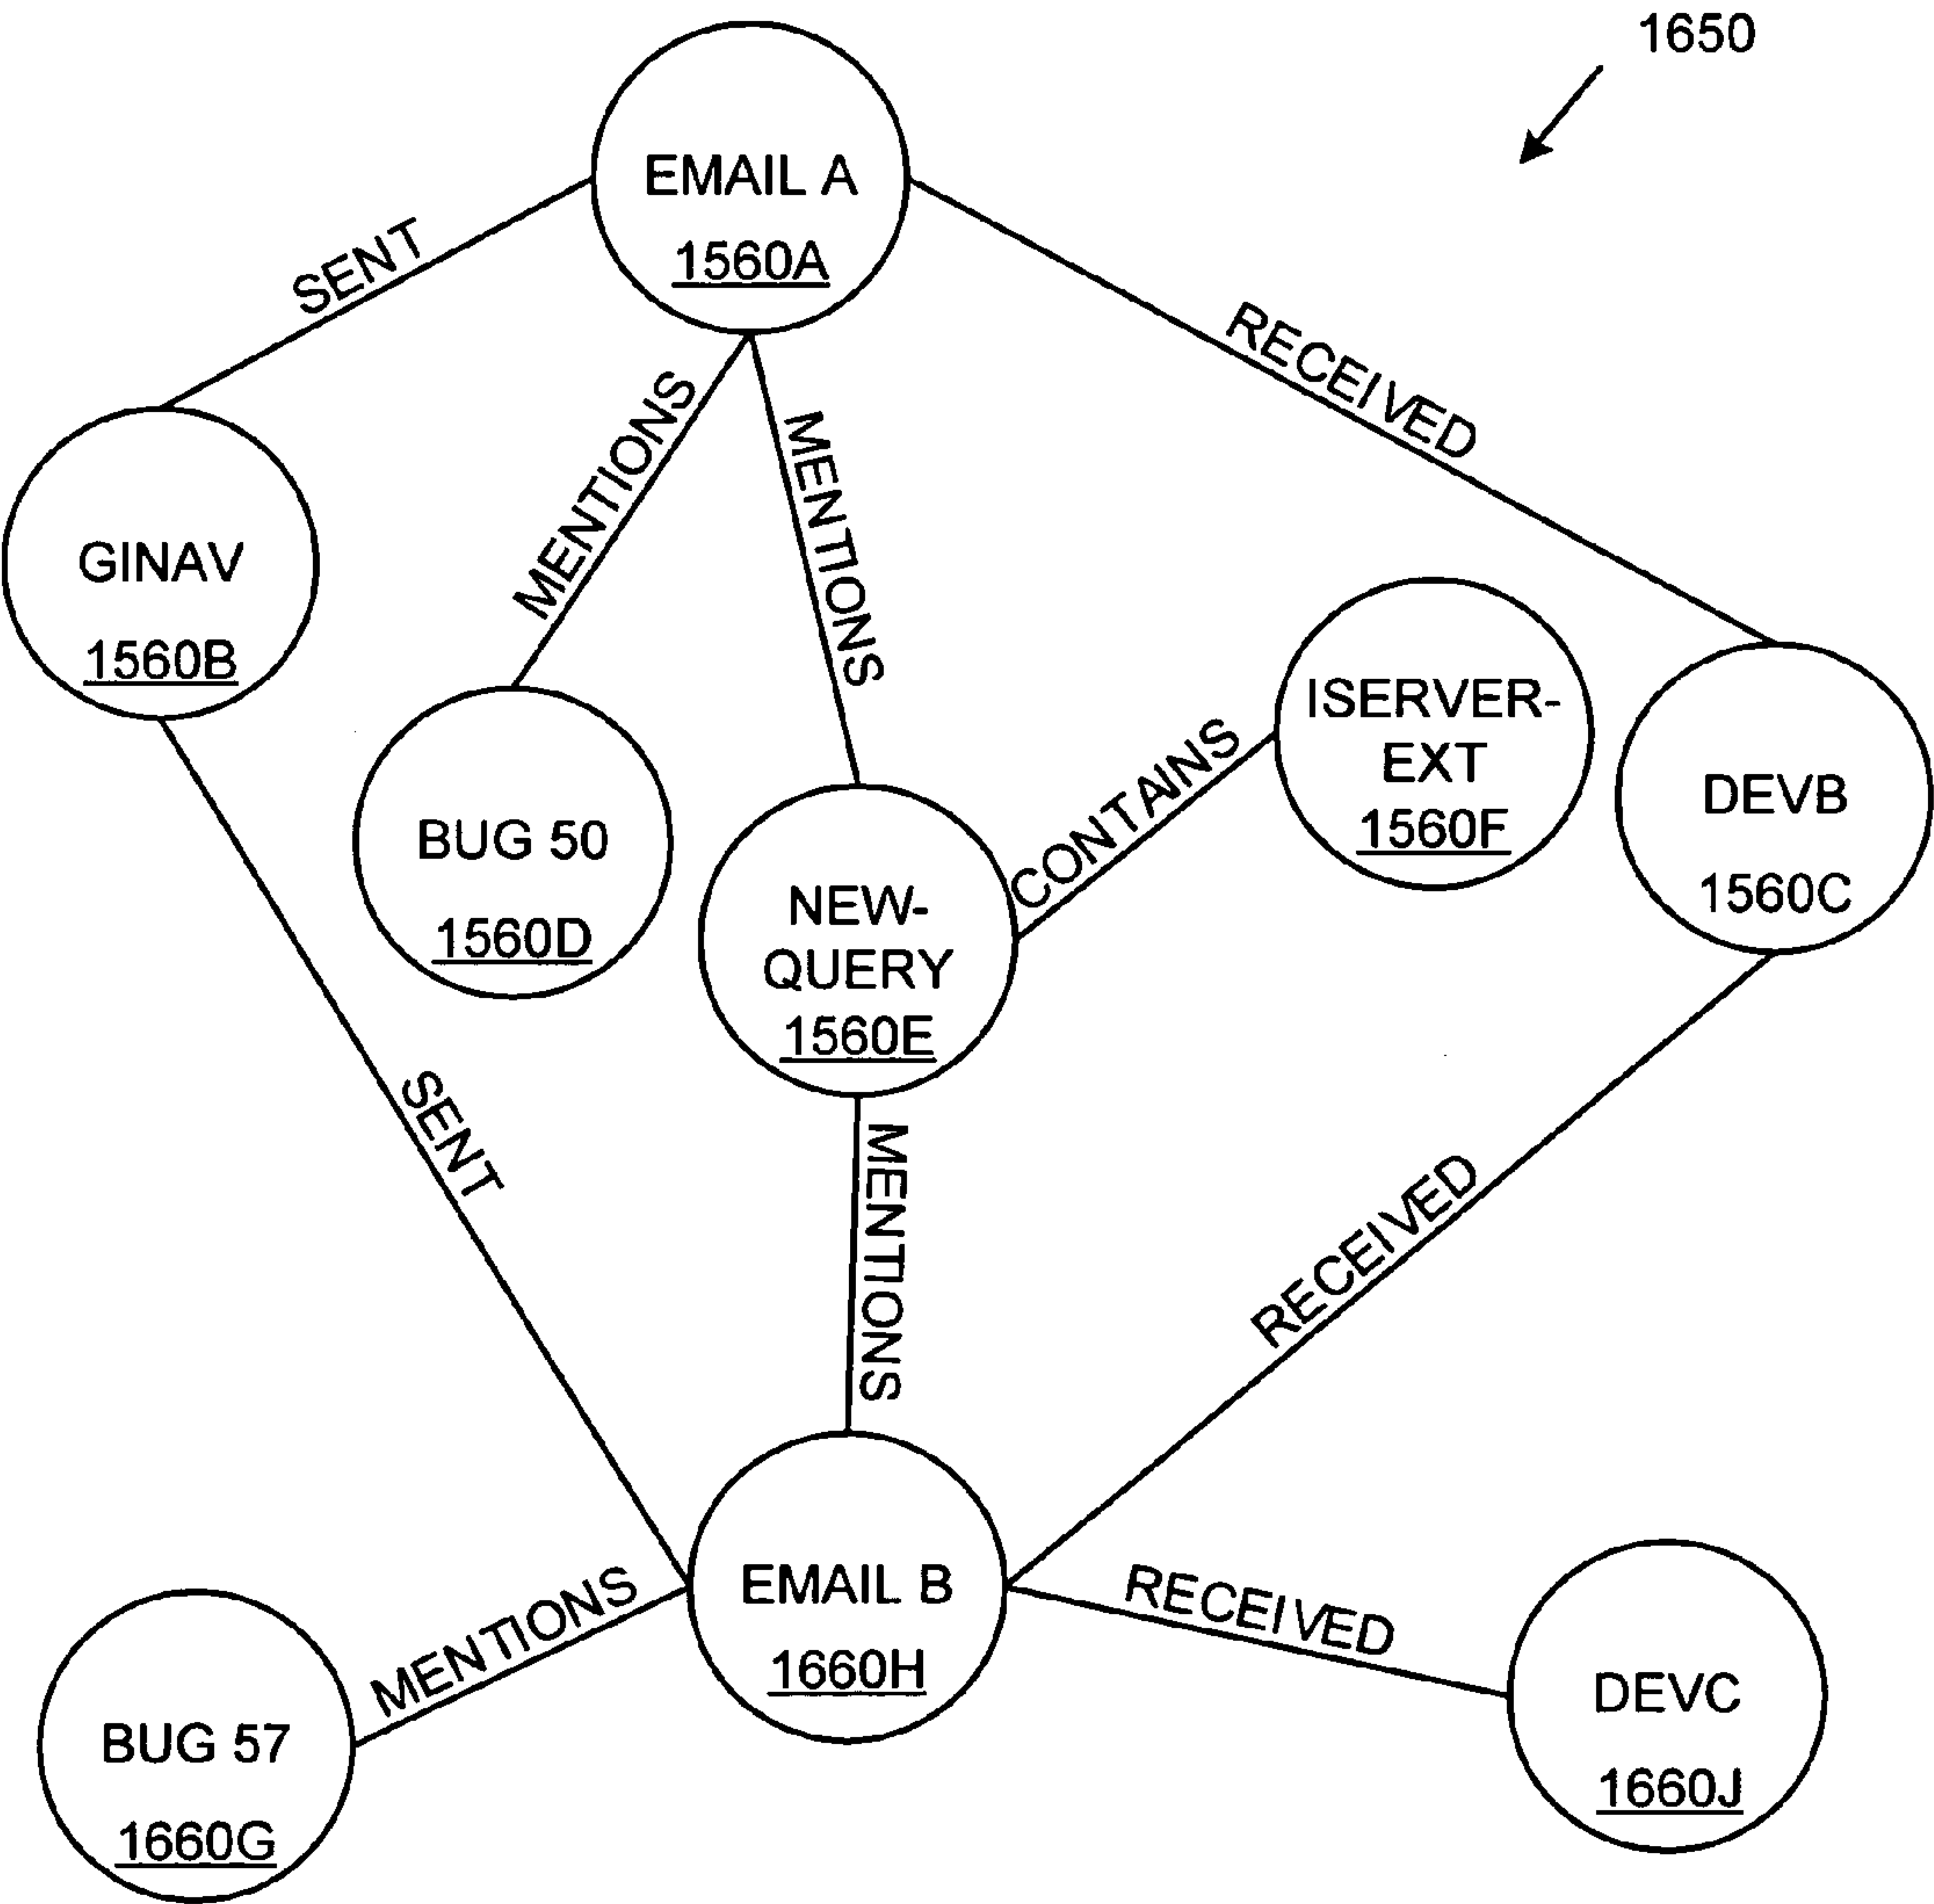 1650
EMAIL A
1560A
SENT
RECEIVED
MENTIONS
MENTIONS
GINAV
1560B
ISERVER-
EXT
1560F
DEVB
1560C
BUG 50
1560D
CONTAINS
NEW-
QUERY
1560E
SENT
MENTIONS
RECEIVED
EMAIL B
1660H
MENTIONS
RECEIVED
BUG 57
1660G
DEVC
1660J